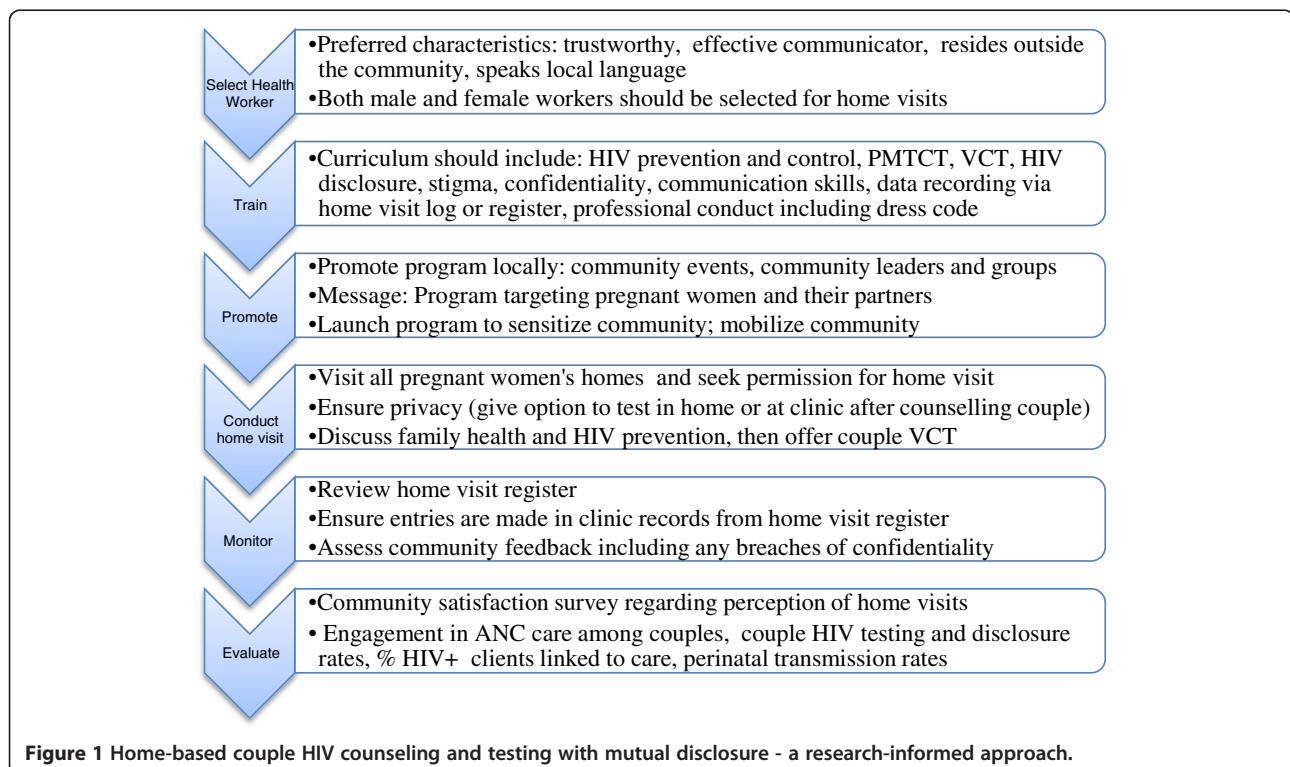 •Preferred characteristics: trustworthy, effective communicator, resides outside
the community, speaks local language
•Both male and female workers should be selected for home visits
Select Health
Worker
•Curriculum should include: HIV prevention and control, PMTCT, VCT, HIV
disclosure, stigma, confidentiality, communication skills, data recording via
home visit log or register, professional conduct including dress code
Train
•Promote program locally: community events, community leaders and groups
•Message: Program targeting pregnant women and their partners
•Launch program to sensitize community; mobilize community
Promote
•Visit all pregnant women's homes and seek permission for home visit
•Ensure privacy (give option to test in home or at clinic after counselling couple)
•Discuss family health and HIV prevention, then offer couple VCT
Conduct
home visit
•Review home visit register
•Ensure entries are made in clinic records from home visit register
•Assess community feedback including any breaches of confidentiality
Monitor
•Community satisfaction survey regarding perception of home visits
• Engagement in ANC care among couples, couple HIV testing and disclosure
rates, % HIV+ clients linked to care, perinatal transmission rates
Evaluate
Figure 1 Home-based couple HIV counseling and testing with mutual disclosure - a research-informed approach.